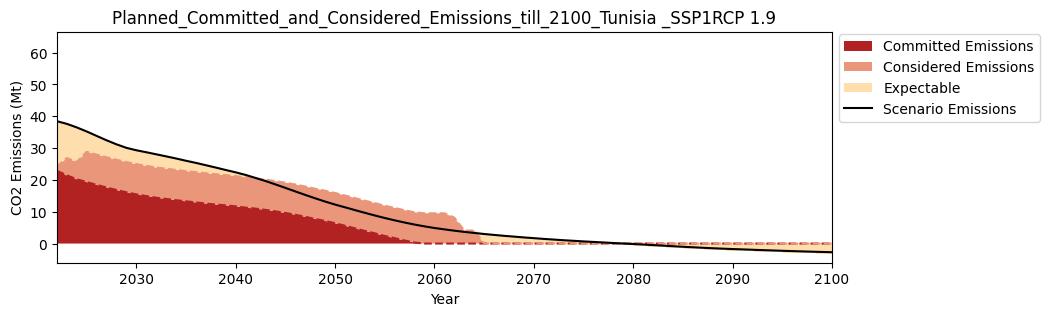 Planned_Committed_and_Considered_Emissions_till_2100_Tunisia _SSP1RCP 1.9
Committed Emissions
Considered Emissions
Expectable
Scenario Emissions
CO2 Emissions (Mt)
60
50
40
30
20
10
0
2030 2040 2050 2060 2070 2080 2090 2100
Year